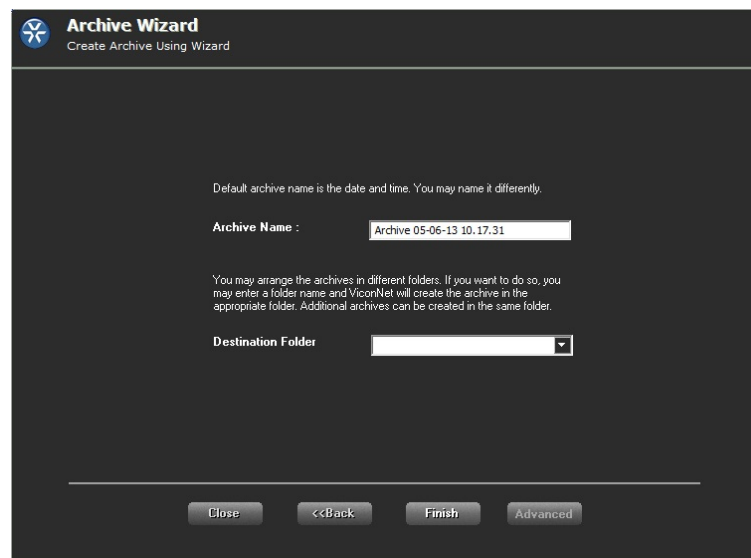 Archive Wizard
Create Archive Using Wizard
Default archive name is the date and time. You may name it differently.
Archive Name :
Archive 05-06-13 10.17.31
You may arrange the archives in different folders. If you want to do so, you
may enter a folder name and ViconNet will create the archive in the
appropriate folder. Additional archives can be created in the same folder.
Destination Folder
Close
<<Back
Finish
Advanced